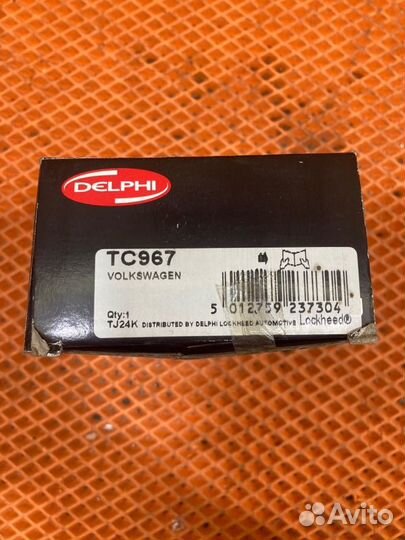 DELPHI
TC967
VOLKSWAGEN
5 012759 237304
Qty:1
TJ24K DISTRIBUTED BY DELPHI LOCKHEED AUTOMOTIVE Lockheed®
Avito